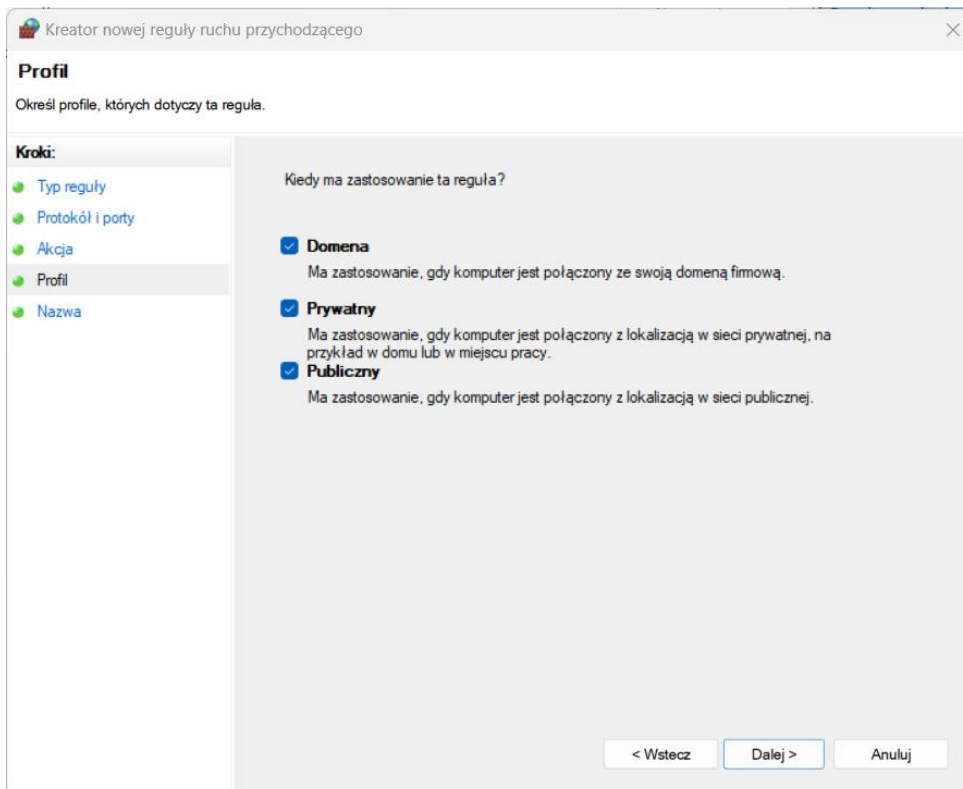 Kreator nowej reguły ruchu przychodzącego
Profil
Określ profile, których dotyczy ta reguła.
Kroki:
Typ reguły
Protokół i porty
Akcja
Profil
Nazwa
Kiedy ma zastosowanie ta reguła?
Domena
Ma zastosowanie, gdy komputer jest połączony ze swoją domeną firmową.
Prywatny
Ma zastosowanie, gdy komputer jest połączony z lokalizacją w sieci prywatnej, na
przykład w domu lub w miejscu pracy.
Publiczny
Ma zastosowanie, gdy komputer jest połączony z lokalizacją w sieci publicznej.
< Wstecz
Dalej >
Anuluj